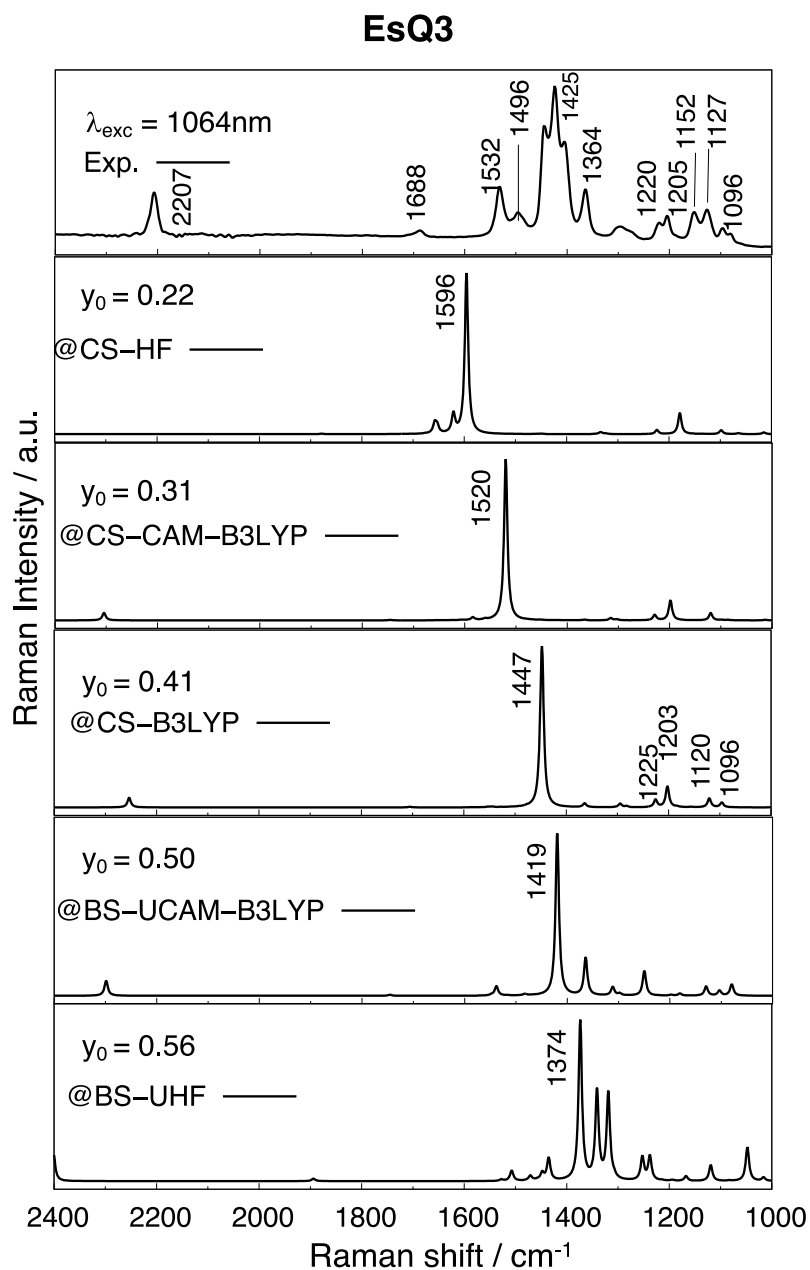 EsQ3
λexc = 1064nm
Exp.
2207
1688
1532
1496
1425
1364
1220
1205
1152
1127
1096
y0 = 0.22
@CS–HF
1596
y0 = 0.31
@CS–CAM–B3LYP
1520
y0 = 0.41
@CS–B3LYP
1447
1225
1203
1120
1096
y0 = 0.50
@BS–UCAM–B3LYP
1419
y0 = 0.56
@BS–UHF
1374
Raman Intensity / a.u.
2400 2200 2000 1800 1600 1400 1200 1000
Raman shift / cm-1